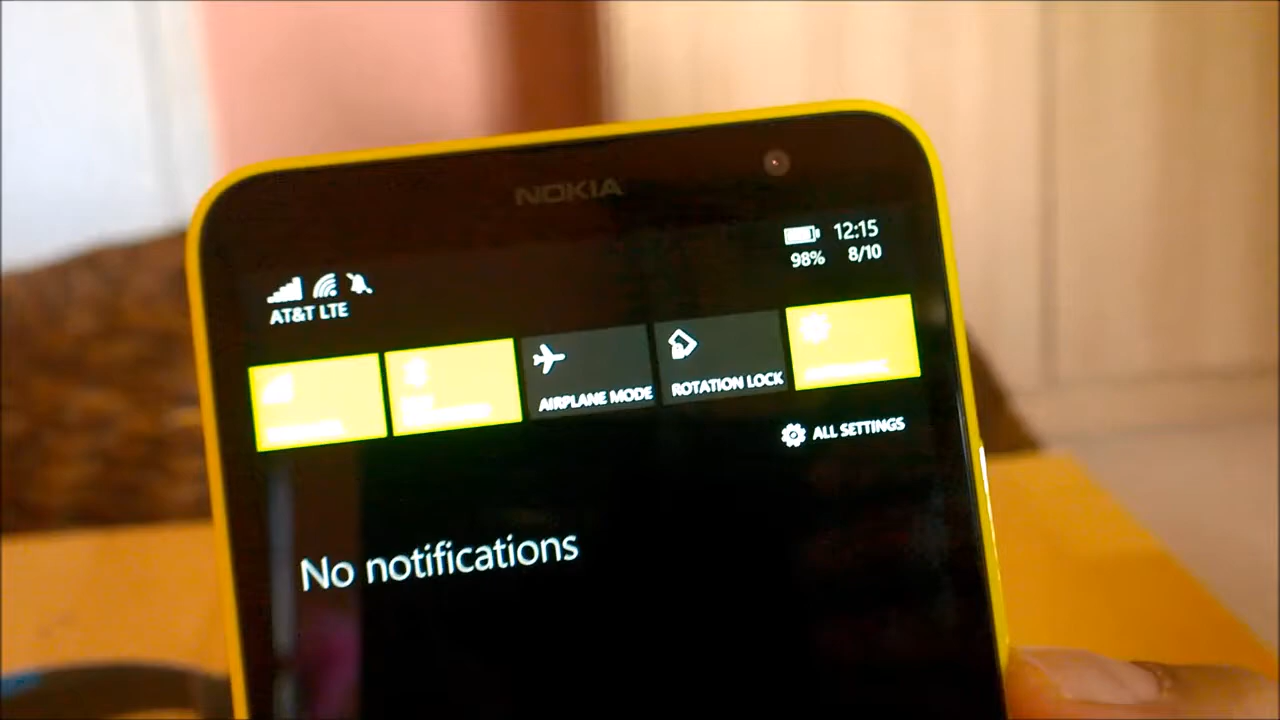 NOKIA
12:15
98% 8/10
AT&T LTE
AIRPLANE MODE
ROTATION LOCK
ALL SETTINGS
No notifications